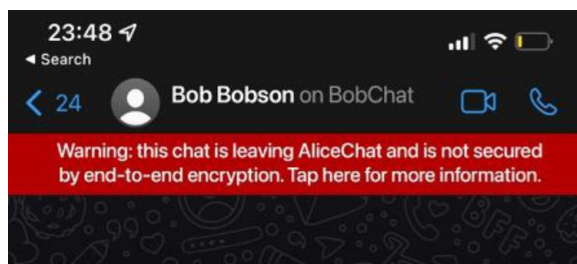 23:48
◄ Search
24
Bob Bobson on BobChat
Warning: this chat is leaving AliceChat and is not secured
by end-to-end encryption. Tap here for more information.